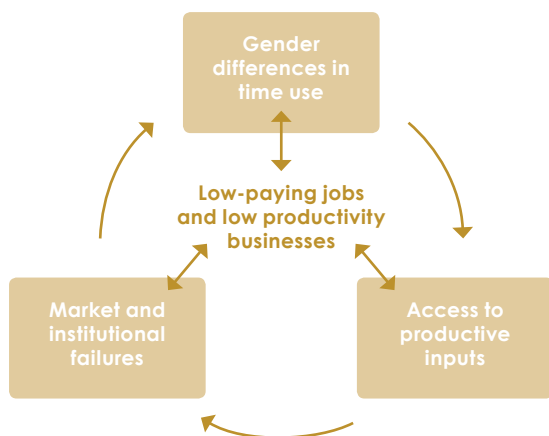 Gender
differences in
time use
Low-paying jobs
and low productivity
businesses
Market and
institutional
failures
Access to
productive
inputs